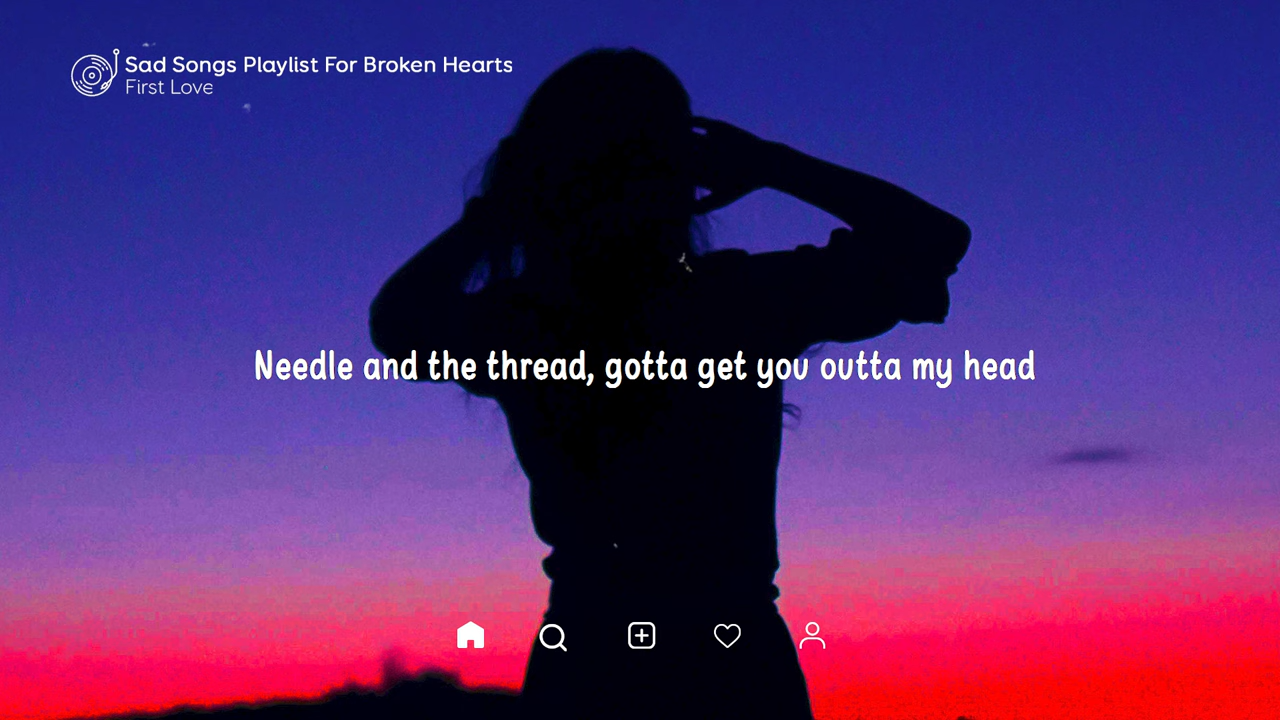 Sad Songs Playlist For Broken Hearts
First Love
Needle and the thread, gotta get you outta my head